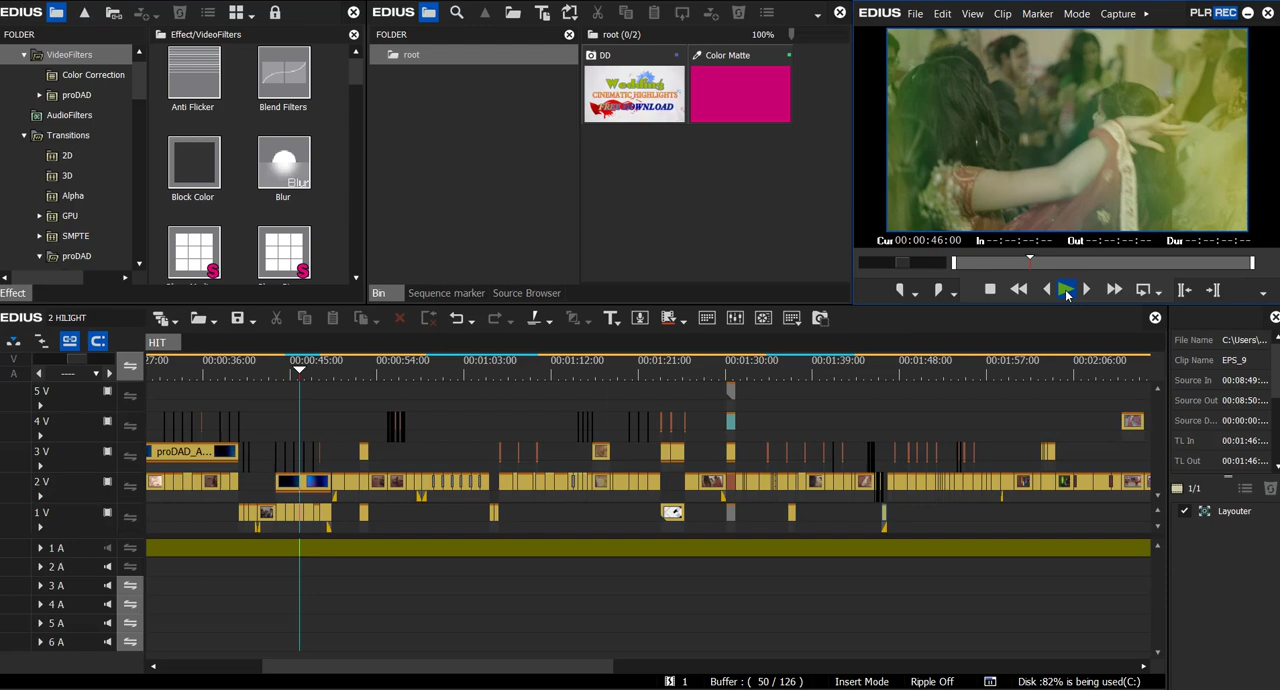 EDIUS
FOLDER
VideoFilters
Color Correction
proDAD
AudioFilters
Transitions
2D
3D
Alpha
GPU
SMPTE
proDAD
Effect
Effect/VideoFilters
Anti Flicker
Blend Filters
Block Color
Blur
Blur
S
S
EDIUS
FOLDER
root
root (0/2)
100%
DD
Color Matte
Wedding
CINEMATIC HIGHLIGHTS
FREE DOWNLOAD
Bin
Sequence marker
Source Browser
EDIUS File Edit View Clip Marker Mode Capture
PLR REC
Cur 00:00:46:00 In --:--:--:-- Out --:--:--:-- Dur --:--:--:--
EDIUS 2 HILIGHT
HIT
V
A
----
27:00 00:00:36:00 00:00:45:00 00:00:54:00 00:01:03:00 00:01:12:00 00:01:21:00 00:01:30:00 00:01:39:00 00:01:48:00 00:01:57:00 00:02:06:00
5 V
4 V
3 V
proDAD_A...
2 V
1 V
1 A
2 A
3 A
4 A
5 A
6 A
File Name C:\Users\...
Clip Name EPS_9
Source In 00:08:49:...
Source Out 00:08:50:...
Source D... 00:00:00:...
TL In 00:01:46:...
TL Out 00:01:46:...
1/1
Layouter
1
Buffer : ( 50 / 126 )
Insert Mode
Ripple Off
Disk :82% is being used(C:)